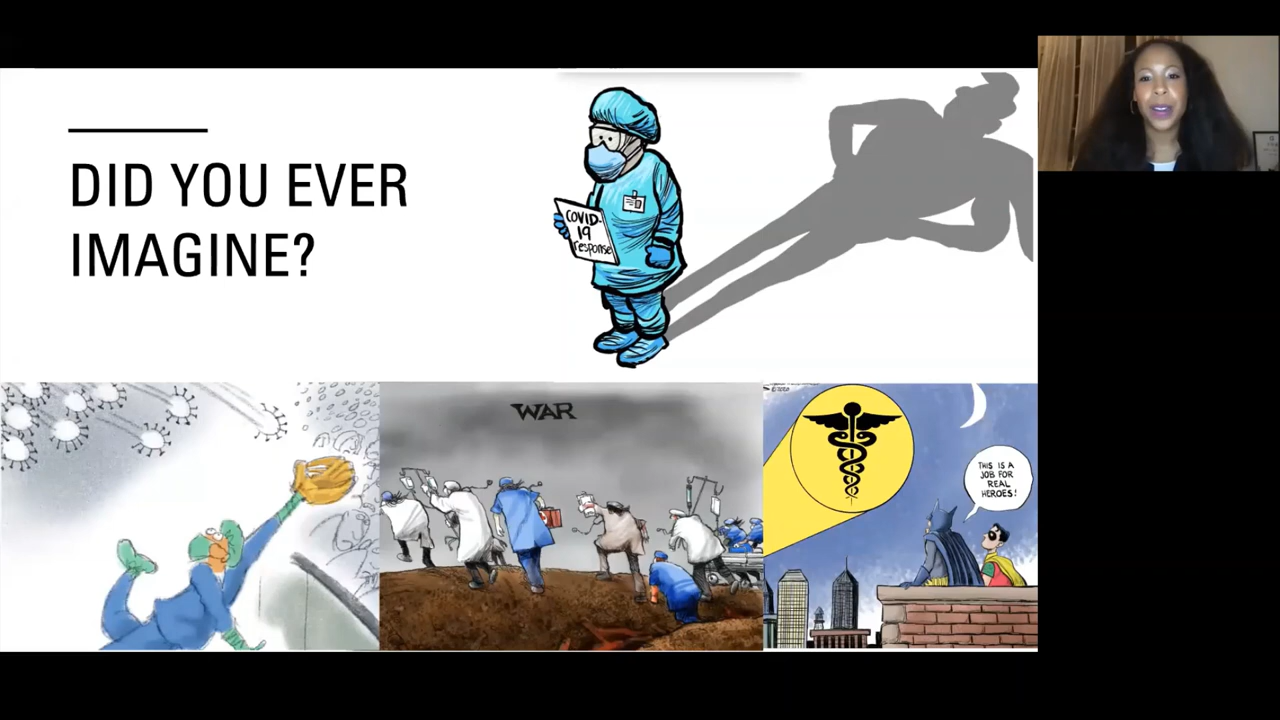 DID YOU EVER
IMAGINE?
COVID-
19
response
WAR
THIS IS A
JOB FOR
REAL
HEROES!